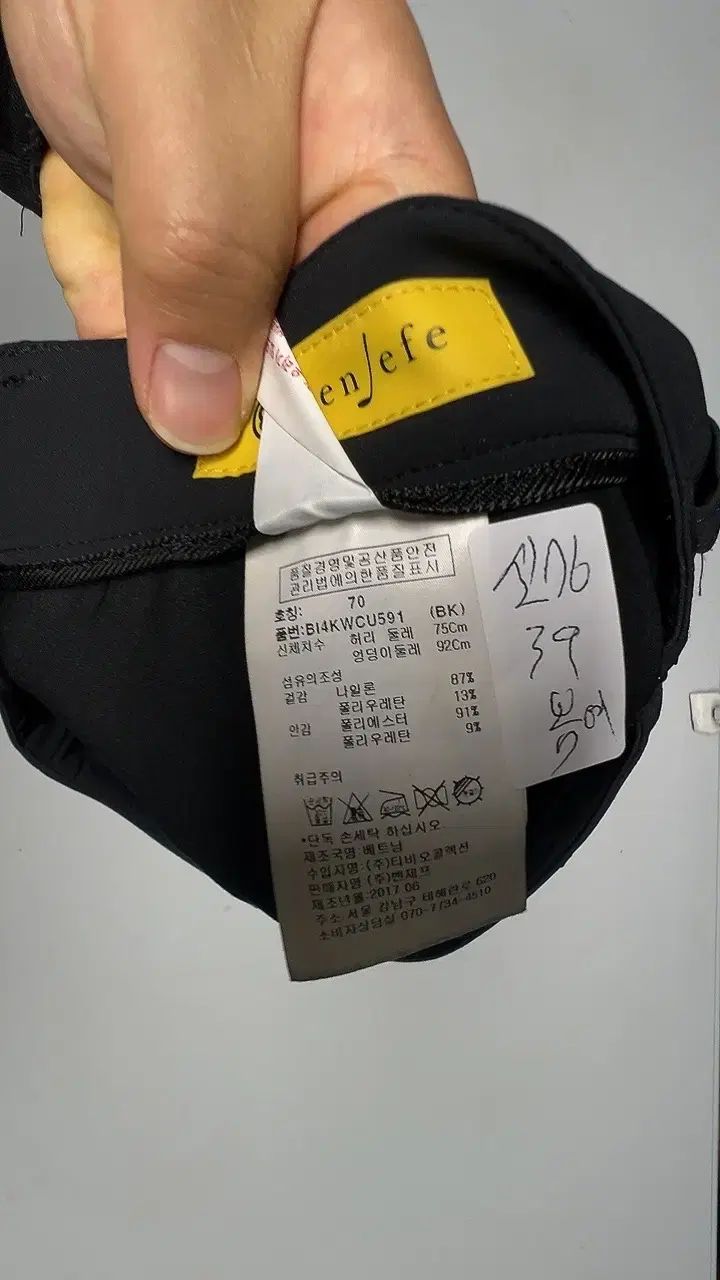 enJefe
품질경영및공산품안전
관리법에의한품질표시
호칭: 70
품번:BI4KWCU591 (BK)
신체치수 허리 둘레 75Cm
엉덩이둘레 92Cm
섬유의조성
겉감 나일론 87%
폴리우레탄 13%
안감 폴리에스터 91%
폴리우레탄 9%
취급주의
*단독 손세탁 하십시오
제조국명:베트남
수입자명:(주)타비오콜렉션
판매자명 (주)벤제프
제조년월:2017 06
주소:서울 강남구 테헤란로 620
소비자상담실 070-7734-4510
39